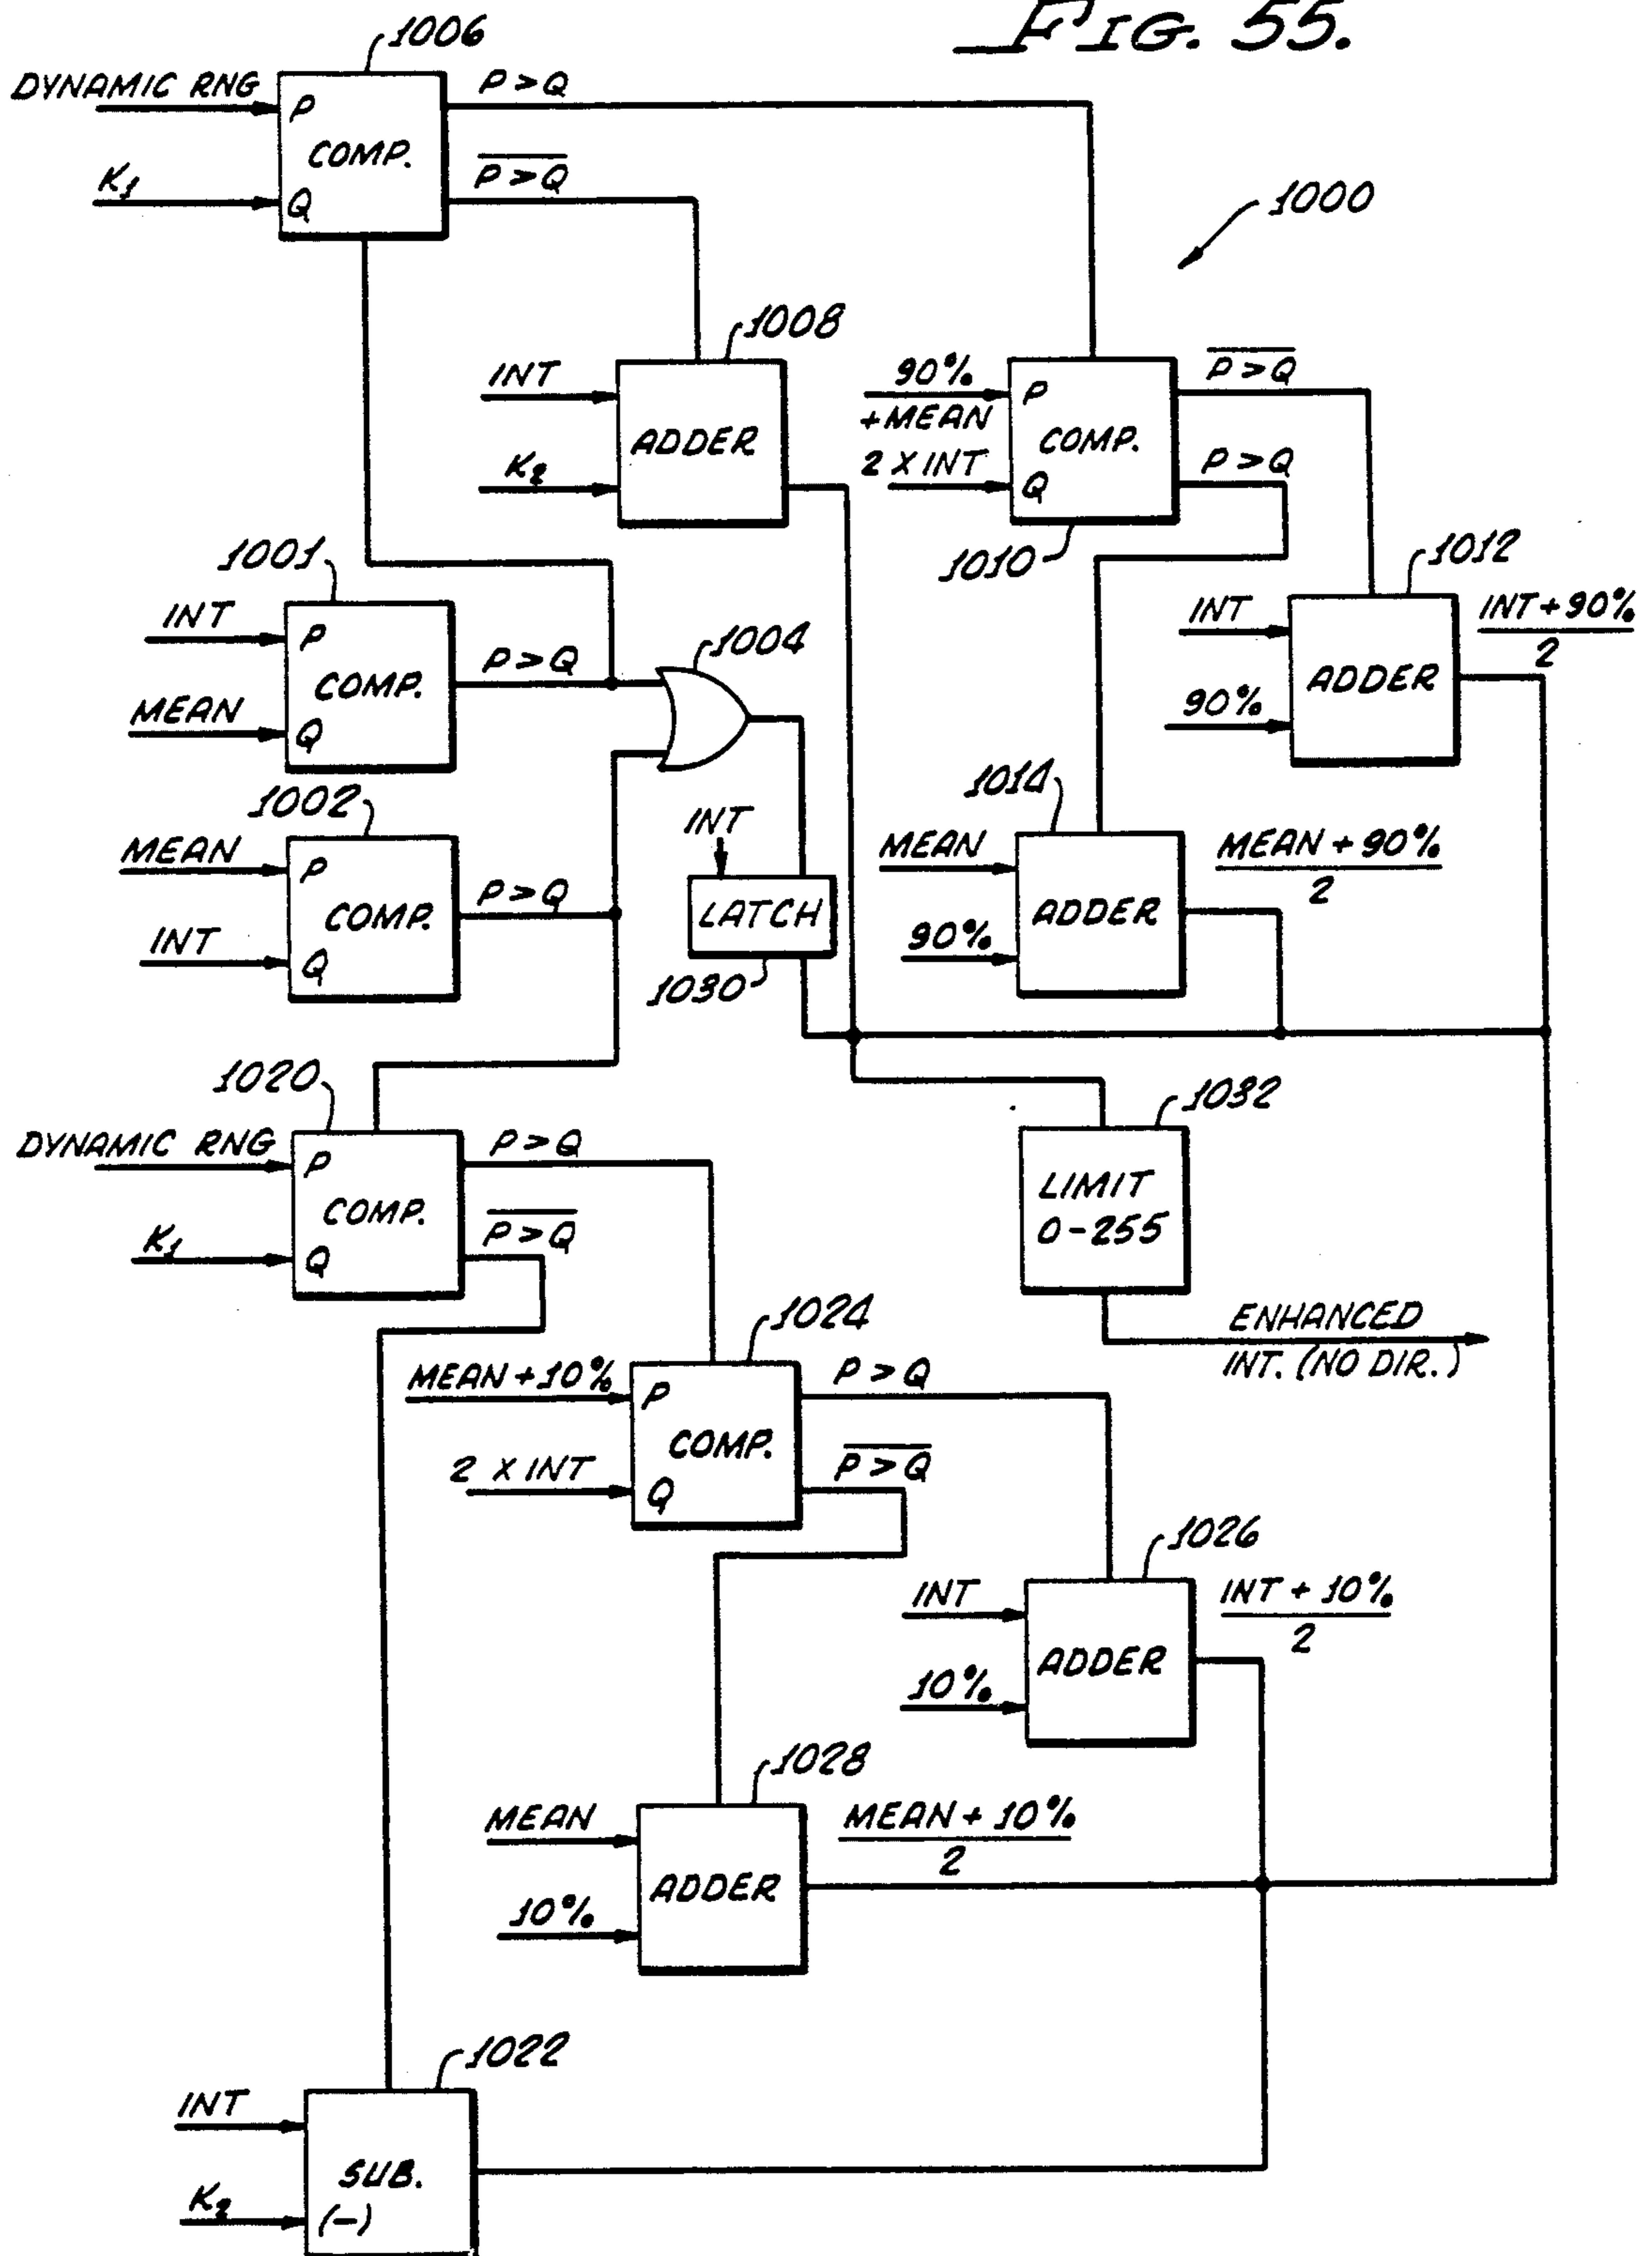 FIG. 55.
1006
DYNAMIC RNG
P
COMP.
K1
Q
P>Q
P>Q
1000
1008
INT
ADDER
K2
90%
+MEAN
2 X INT
P
COMP.
Q
1010
P>Q
P>Q
1012
INT
ADDER
90%
INT + 90%
2
1001
INT
P
COMP.
MEAN
Q
P>Q
1004
1002
MEAN
P
COMP.
INT
Q
P>Q
INT
LATCH
1030
1014
MEAN
ADDER
90%
MEAN + 90%
2
1020
DYNAMIC RNG
P
COMP.
K1
Q
P>Q
P>Q
1032
LIMIT
0-255
ENHANCED
INT. (NO DIR.)
1024
MEAN+10%
P
COMP.
2 X INT
Q
P>Q
P>Q
1026
INT
ADDER
10%
INT + 10%
2
1028
MEAN
ADDER
10%
MEAN + 10%
2
1022
INT
SUB.
K2
(-)